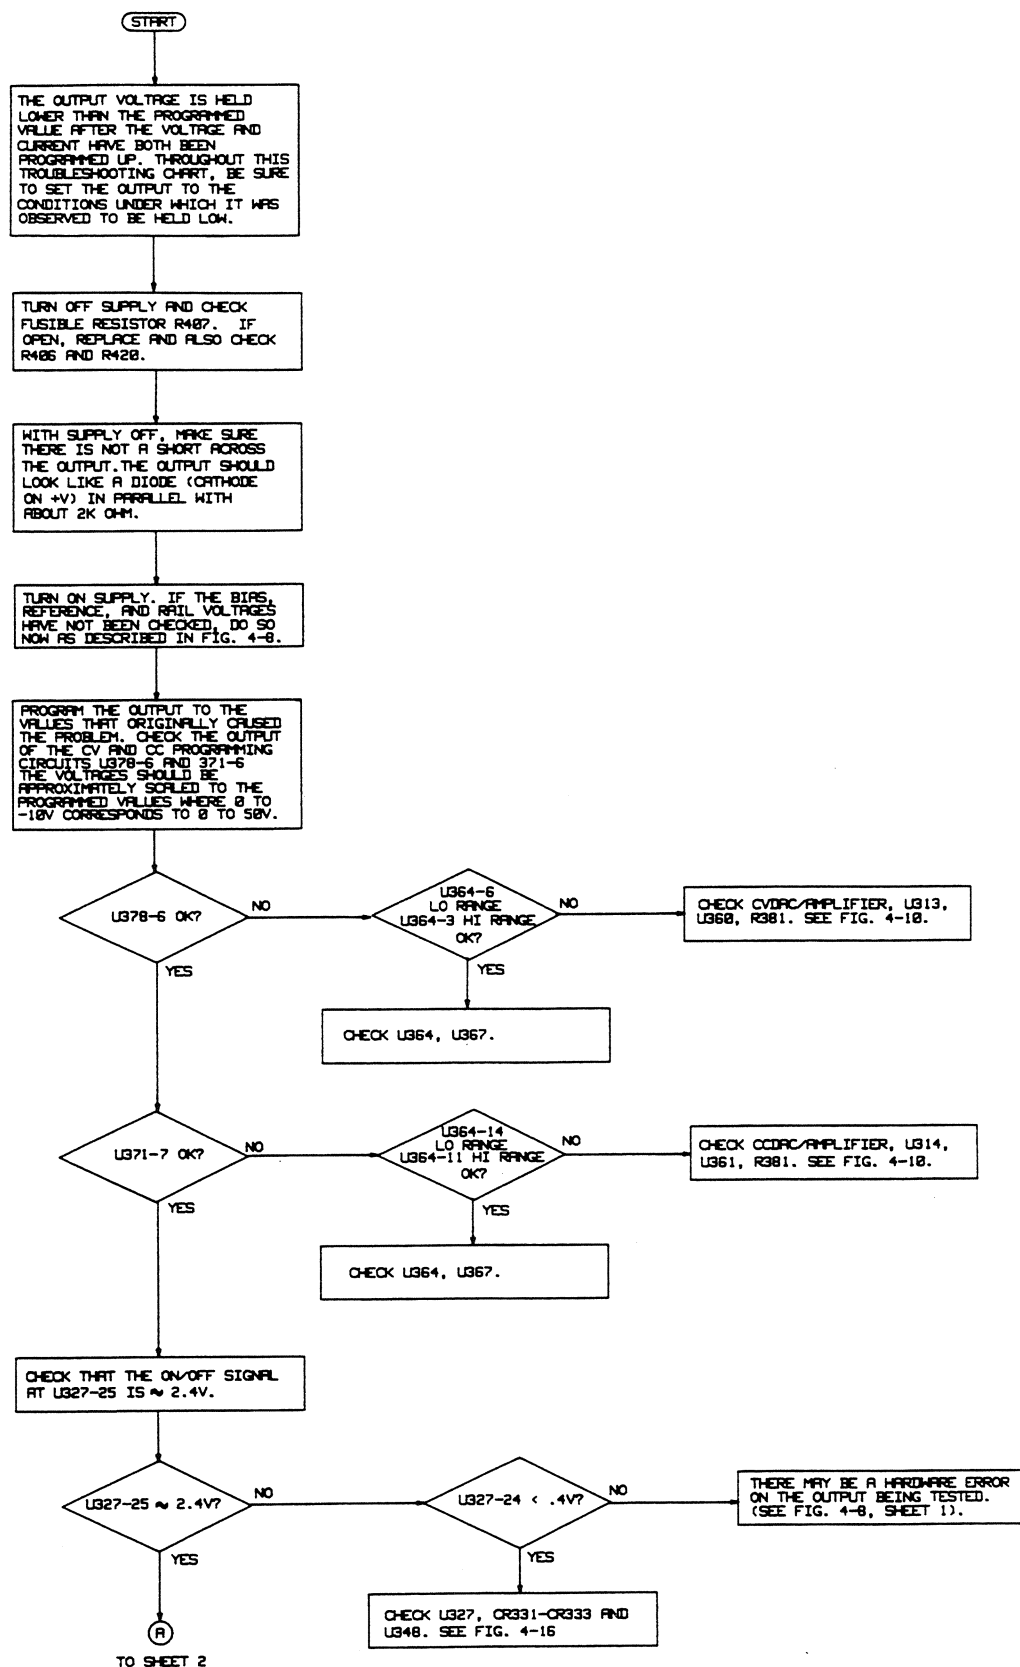 START
THE OUTPUT VOLTAGE IS HELD
LOWER THAN THE PROGRAMMED
VALUE AFTER THE VOLTAGE AND
CURRENT HAVE BOTH BEEN
PROGRAMMED UP. THROUGHOUT THIS
TROUBLESHOOTING CHART, BE SURE
TO SET THE OUTPUT TO THE
CONDITIONS UNDER WHICH IT WAS
OBSERVED TO BE HELD LOW.
TURN OFF SUPPLY AND CHECK
FUSIBLE RESISTOR R407. IF
OPEN, REPLACE AND ALSO CHECK
R406 AND R420.
WITH SUPPLY OFF, MAKE SURE
THERE IS NOT A SHORT ACROSS
THE OUTPUT.THE OUTPUT SHOULD
LOOK LIKE A DIODE (CATHODE
ON +V) IN PARALLEL WITH
ABOUT 2K OHM.
TURN ON SUPPLY. IF THE BIAS,
REFERENCE, AND RAIL VOLTAGES
HAVE NOT BEEN CHECKED, DO SO
NOW AS DESCRIBED IN FIG. 4-8.
PROGRAM THE OUTPUT TO THE
VALUES THAT ORIGINALLY CAUSED
THE PROBLEM. CHECK THE OUTPUT
OF THE CV AND CC PROGRAMMING
CIRCUITS U378-6 AND 371-6
THE VOLTAGES SHOULD BE
APPROXIMATELY SCALED TO THE
PROGRAMMED VALUES WHERE 0 TO
-10V CORRESPONDS TO 0 TO 50V.
U378-6 OK?
NO
U364-6
LO RANGE
U364-3 HI RANGE
OK?
NO
CHECK CVDAC/AMPLIFIER, U313,
U360, R381. SEE FIG. 4-10.
YES
YES
CHECK U364, U367.
U371-7 OK?
NO
U364-14
LO RANGE
U364-11 HI RANGE
OK?
NO
CHECK CCDAC/AMPLIFIER, U314,
U361, R381. SEE FIG. 4-10.
YES
YES
CHECK U364, U367.
CHECK THAT THE ON/OFF SIGNAL
AT U327-25 IS ≈ 2.4V.
U327-25 ≈ 2.4V?
NO
U327-24 < .4V?
NO
THERE MAY BE A HARDWARE ERROR
ON THE OUTPUT BEING TESTED.
(SEE FIG. 4-8, SHEET 1).
YES
YES
CHECK U327, CR331-CR333 AND
U348. SEE FIG. 4-16
A
TO SHEET 2